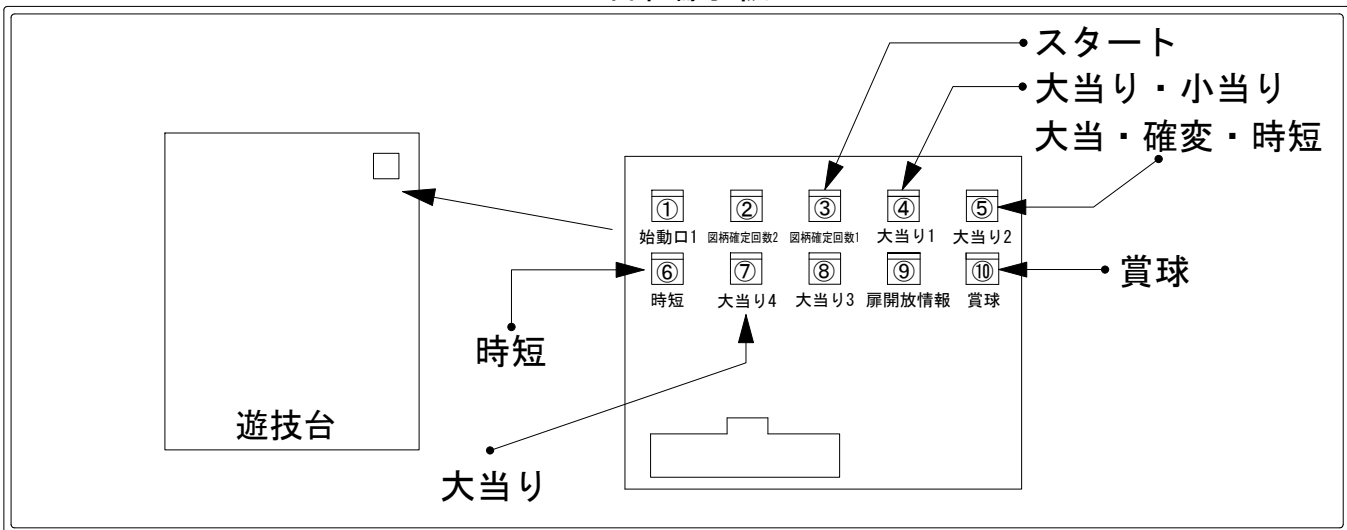 スタート
大当り・小当り
大当・確変・時短
① ② ③ ④ ⑤
始動口1 図柄確定回数2 図柄確定回数1 大当り1 大当り2
⑥ ⑦ ⑧ ⑨ ⑩
時短 大当り4 大当り3 扉開放情報 賞球
賞球
時短
遊技台
大当り